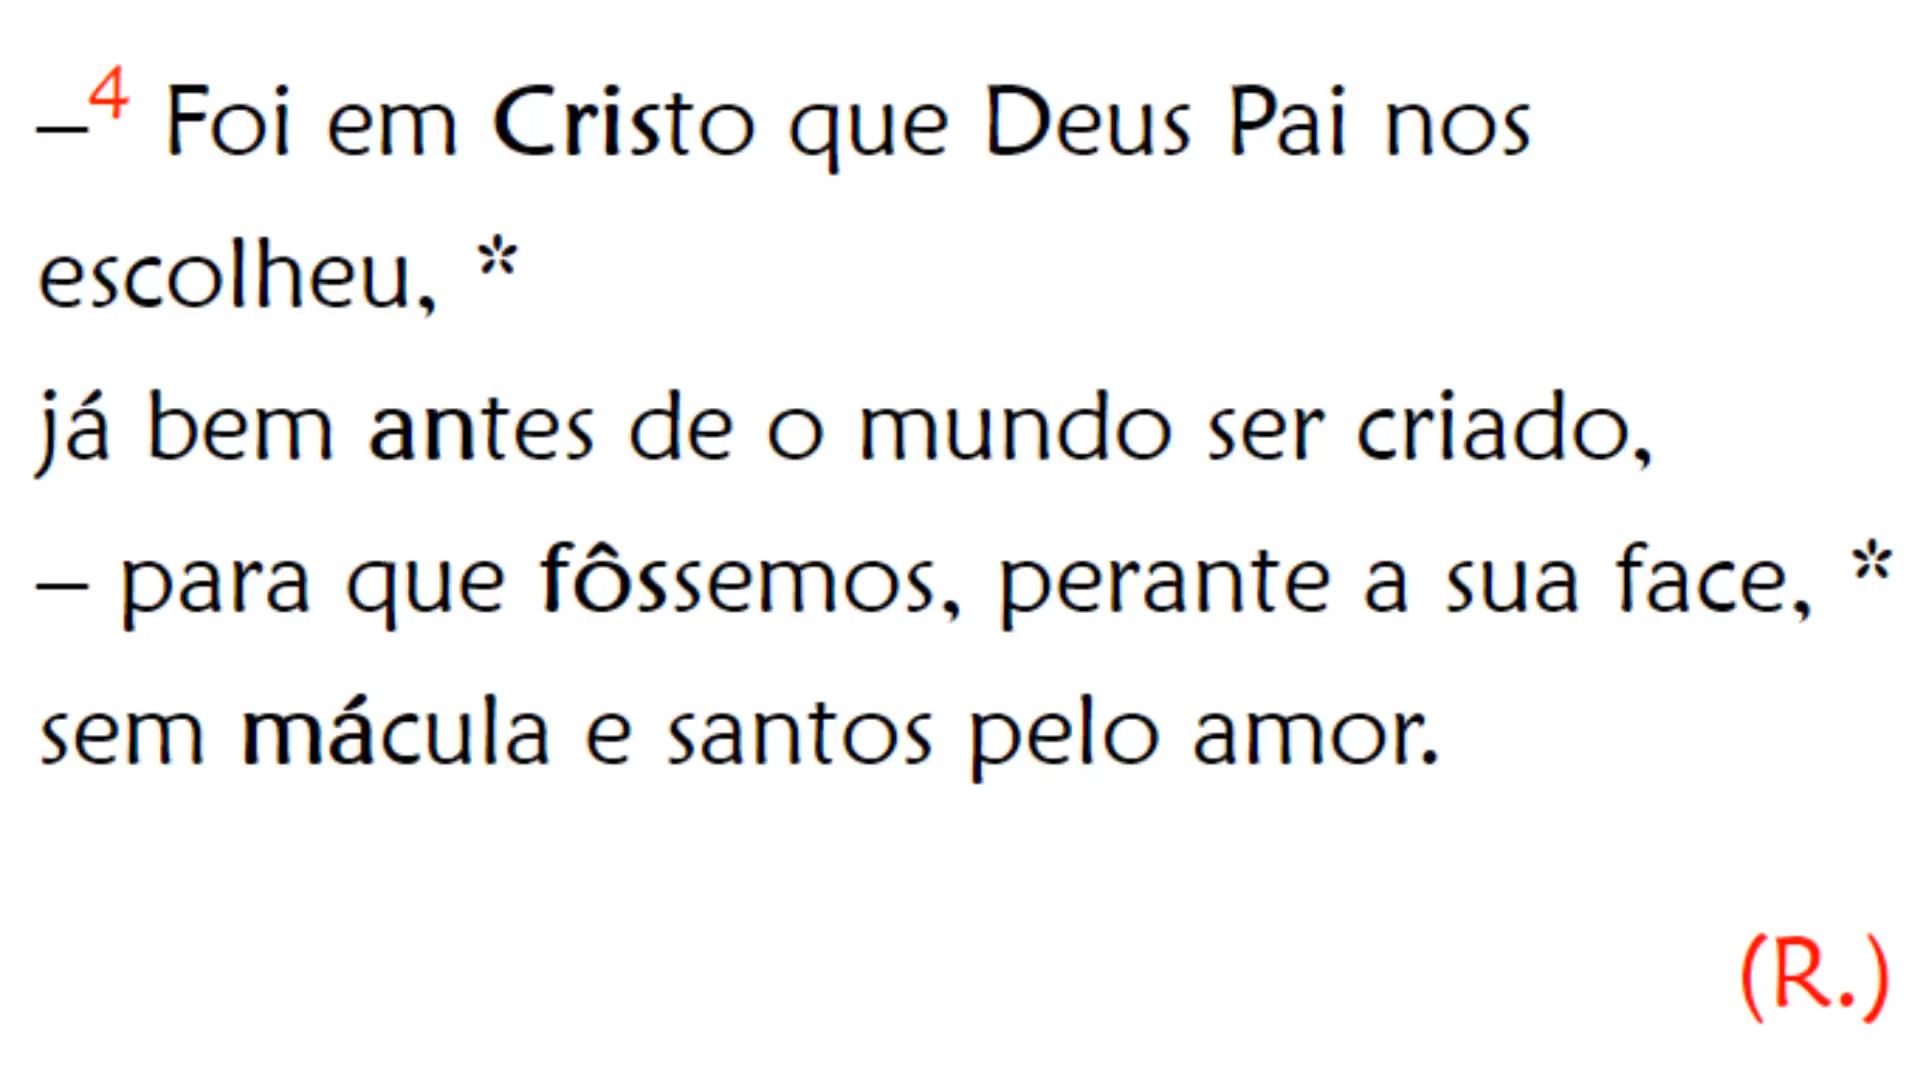 –4 Foi em Cristo que Deus Pai nos
escolheu, *
já bem antes de o mundo ser criado,
– para que fôssemos, perante a sua face, *
sem mácula e santos pelo amor.
(R.)